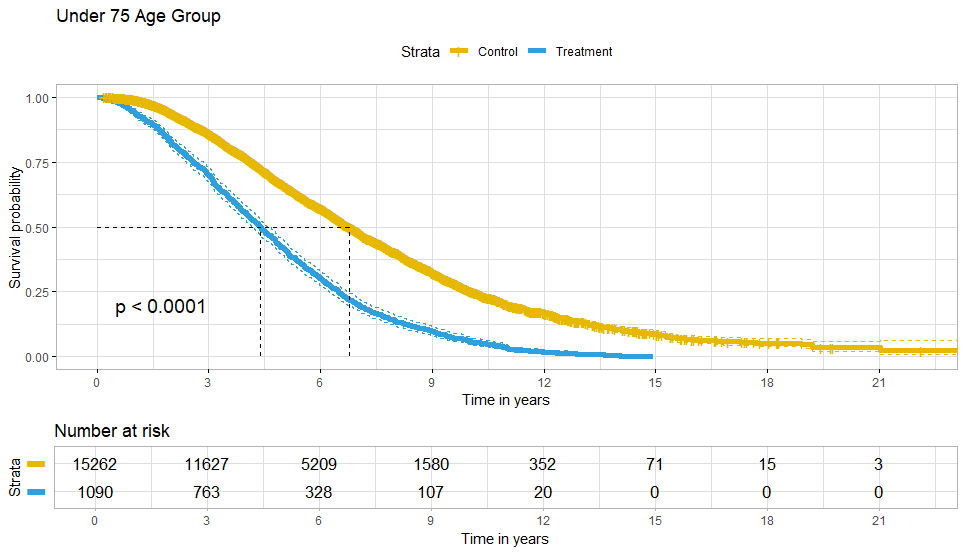 Under 75 Age Group
Strata Control Treatment
Survival probability
1.00
0.75
0.50
0.25
0.00
p < 0.0001
0 3 6 9 12 15 18 21
Time in years
Number at risk
Strata
15262 11627 5209 1580 352 71 15 3
1090 763 328 107 20 0 0 0
0 3 6 9 12 15 18 21
Time in years